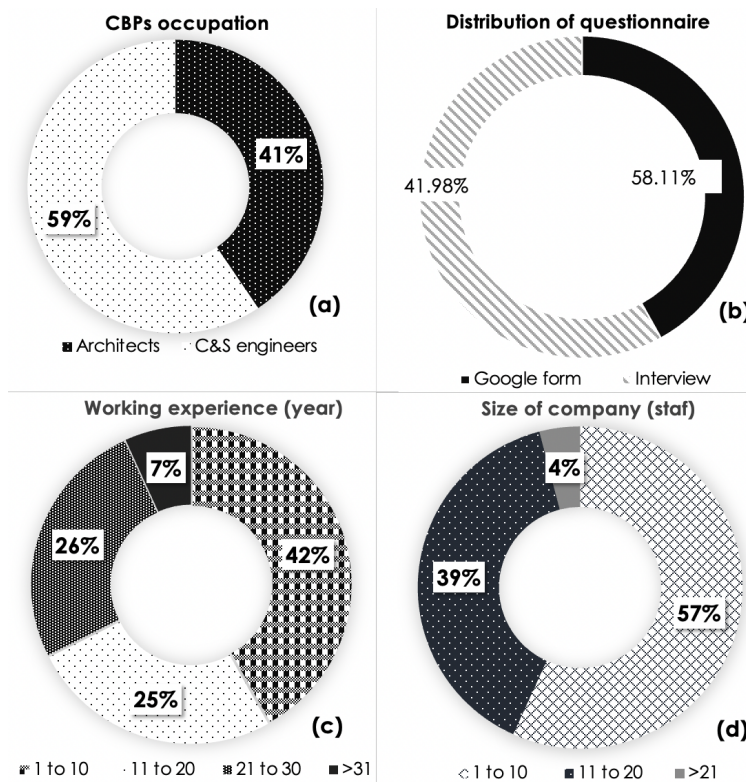 CBPs occupation
41%
59%
(a)
Architects C&S engineers
Distribution of questionnaire
41.98%
58.11%
(b)
Google form Interview
Working experience (year)
7%
26%
42%
25%
(c)
1 to 10 11 to 20 21 to 30 >31
Size of company (staf)
4%
39%
57%
(d)
1 to 10 11 to 20 >21